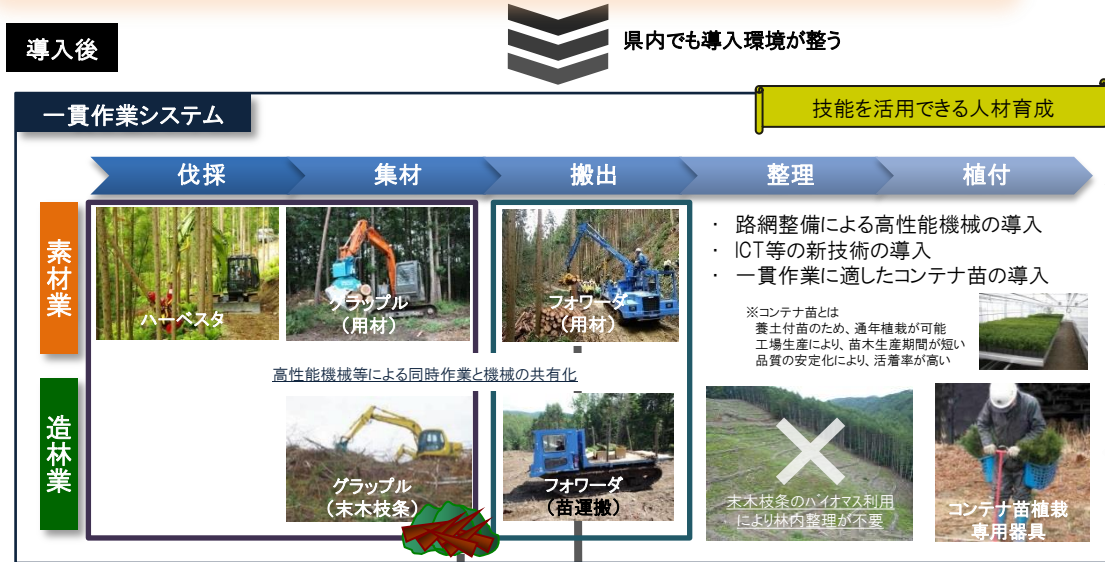 県内でも導入環境が整う
導入後
一貫作業システム
技能を活用できる人材育成
伐採
集材
搬出
整理
植付
素材業
ハーベスタ
グラップル
(用材)
フォワーダ
(用材)
・ 路網整備による高性能機械の導入
・ ICT等の新技術の導入
・ 一貫作業に適したコンテナ苗の導入
※コンテナ苗とは
養土付苗のため、通年植栽が可能
工場生産により、苗木生産期間が短い
品質の安定化により、活着率が高い
高性能機械等による同時作業と機械の共有化
造林業
グラップル
(末木枝条)
フォワーダ
(苗運搬)
末木枝条のバイオマス利用
により林内整理が不要
コンテナ苗植栽
専用器具